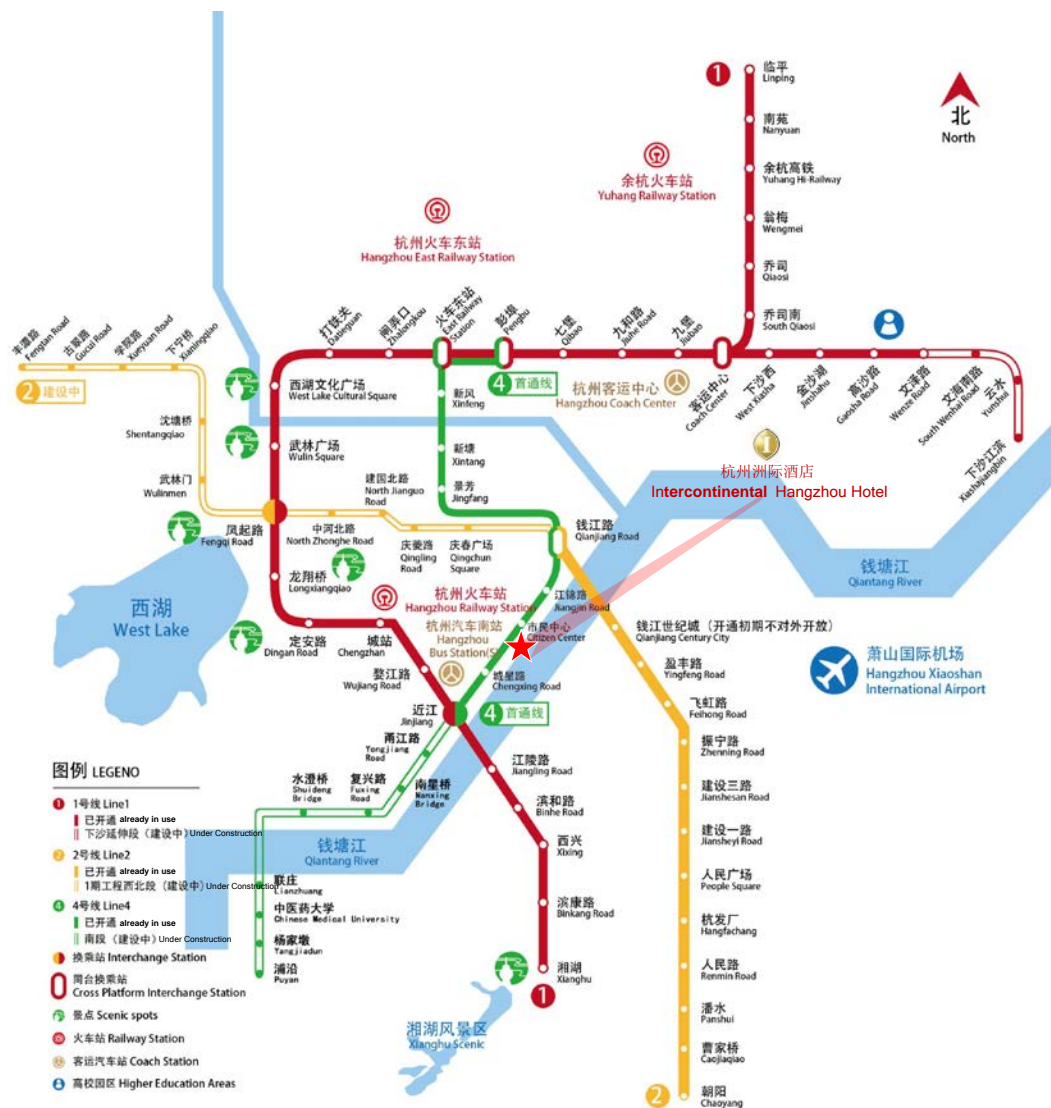 1
临平
Linping
南苑
Nanyuan
余杭高铁
Yuhang Hi-Railway
翁梅
Wengmei
乔司
Qiaosi
乔司南
South Qiaosi
北
North
余杭火车站
Yuhang Railway Station
杭州火车东站
Hangzhou East Railway Station
丰潭路
Fengtan Road
古翠路
Gucui Road
学院路
Xueyuan Road
下宁桥
Xianingqiao
2 建设中
沈塘桥
Shentangqiao
武林门
Wulinmen
打铁关
Datieguan
闸弄口
Zhalongkou
火车东站
East Railway
Station
彭埠
Pengbu
七堡
Qibao
九和路
Jiuhe Road
九堡
Jiubao
客运中心
Coach Center
下沙西
West Xiasha
金沙湖
Jinshahu
高沙路
Gaosha Road
文泽路
Wenze Road
文海南路
South Wenhai Road
云水
Yunshui
下沙江滨
Xiashajiangbin
4 首通线
杭州客运中心
Hangzhou Coach Center
西湖文化广场
West Lake Cultural Square
武林广场
Wulin Square
新风
Xinfeng
新塘
Xintang
景芳
Jingfang
I
杭州洲际酒店
Intercontinental Hangzhou Hotel
凤起路
Fengqi Road
中河北路
North Zhonghe Road
建国北路
North Jianguo
Road
庆菱路
Qingling
Road
庆春广场
Qingchun
Square
钱江路
Qianjiang Road
钱塘江
Qiantang River
西湖
West Lake
龙翔桥
Longxiangqiao
定安路
Dingan Road
城站
Chengzhan
杭州火车站
Hangzhou Railway Station
杭州汽车南站
Hangzhou
Bus Station(S)
江锦路
Jiangjin Road
市民中心
Citizen Center
城星路
Chengxing Road
婺江路
Wujiang Road
近江
Jinjiang
4 首通线
钱江世纪城（开通初期不对外开放）
Qianjiang Century City
盈丰路
Yingfeng Road
飞虹路
Feihong Road
振宁路
Zhenning Road
建设三路
Jianshesan Road
建设一路
Jiansheyi Road
人民广场
People Square
杭发厂
Hangfachang
人民路
Renmin Road
潘水
Panshui
曹家桥
Caojiaqiao
朝阳
Chaoyang
2
萧山国际机场
Hangzhou Xiaoshan
International Airport
甬江路
Yongjiang
Road
南星桥
Nanxing
Bridge
复兴路
Fuxing
Road
水澄桥
Shuideng
Bridge
钱塘江
Qiantang River
联庄
Lianzhuang
中医药大学
Chinese Medical University
杨家墩
Yangjiadun
浦沿
Puyan
江陵路
Jiangling Road
滨和路
Binhe Road
西兴
Xixing
滨康路
Binkang Road
湘湖
Xianghu
1
湘湖风景区
Xianghu Scenic
图例 LEGENO
1 1号线 Line1
已开通 already in use
下沙延伸段（建设中）Under Construction
2 2号线 Line2
已开通 already in use
1期工程西北段（建设中）Under Construction
4 4号线 Line4
已开通 already in use
南段（建设中）Under Construction
换乘站 Interchange Station
同台换乘站
Cross Platform Interchange Station
景点 Scenic spots
火车站 Railway Station
客运汽车站 Coach Station
高校园区 Higher Education Areas